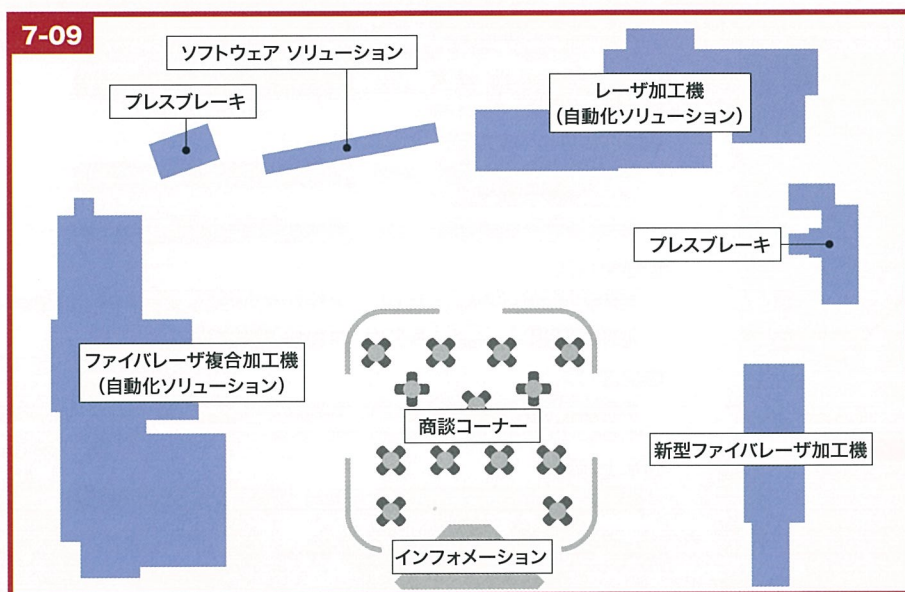 7-09
ソフトウェア ソリューション
プレスブレーキ
レーザ加工機
（自動化ソリューション）
プレスブレーキ
ファイバレーザ複合加工機
（自動化ソリューション）
商談コーナー
新型ファイバレーザ加工機
インフォメーション